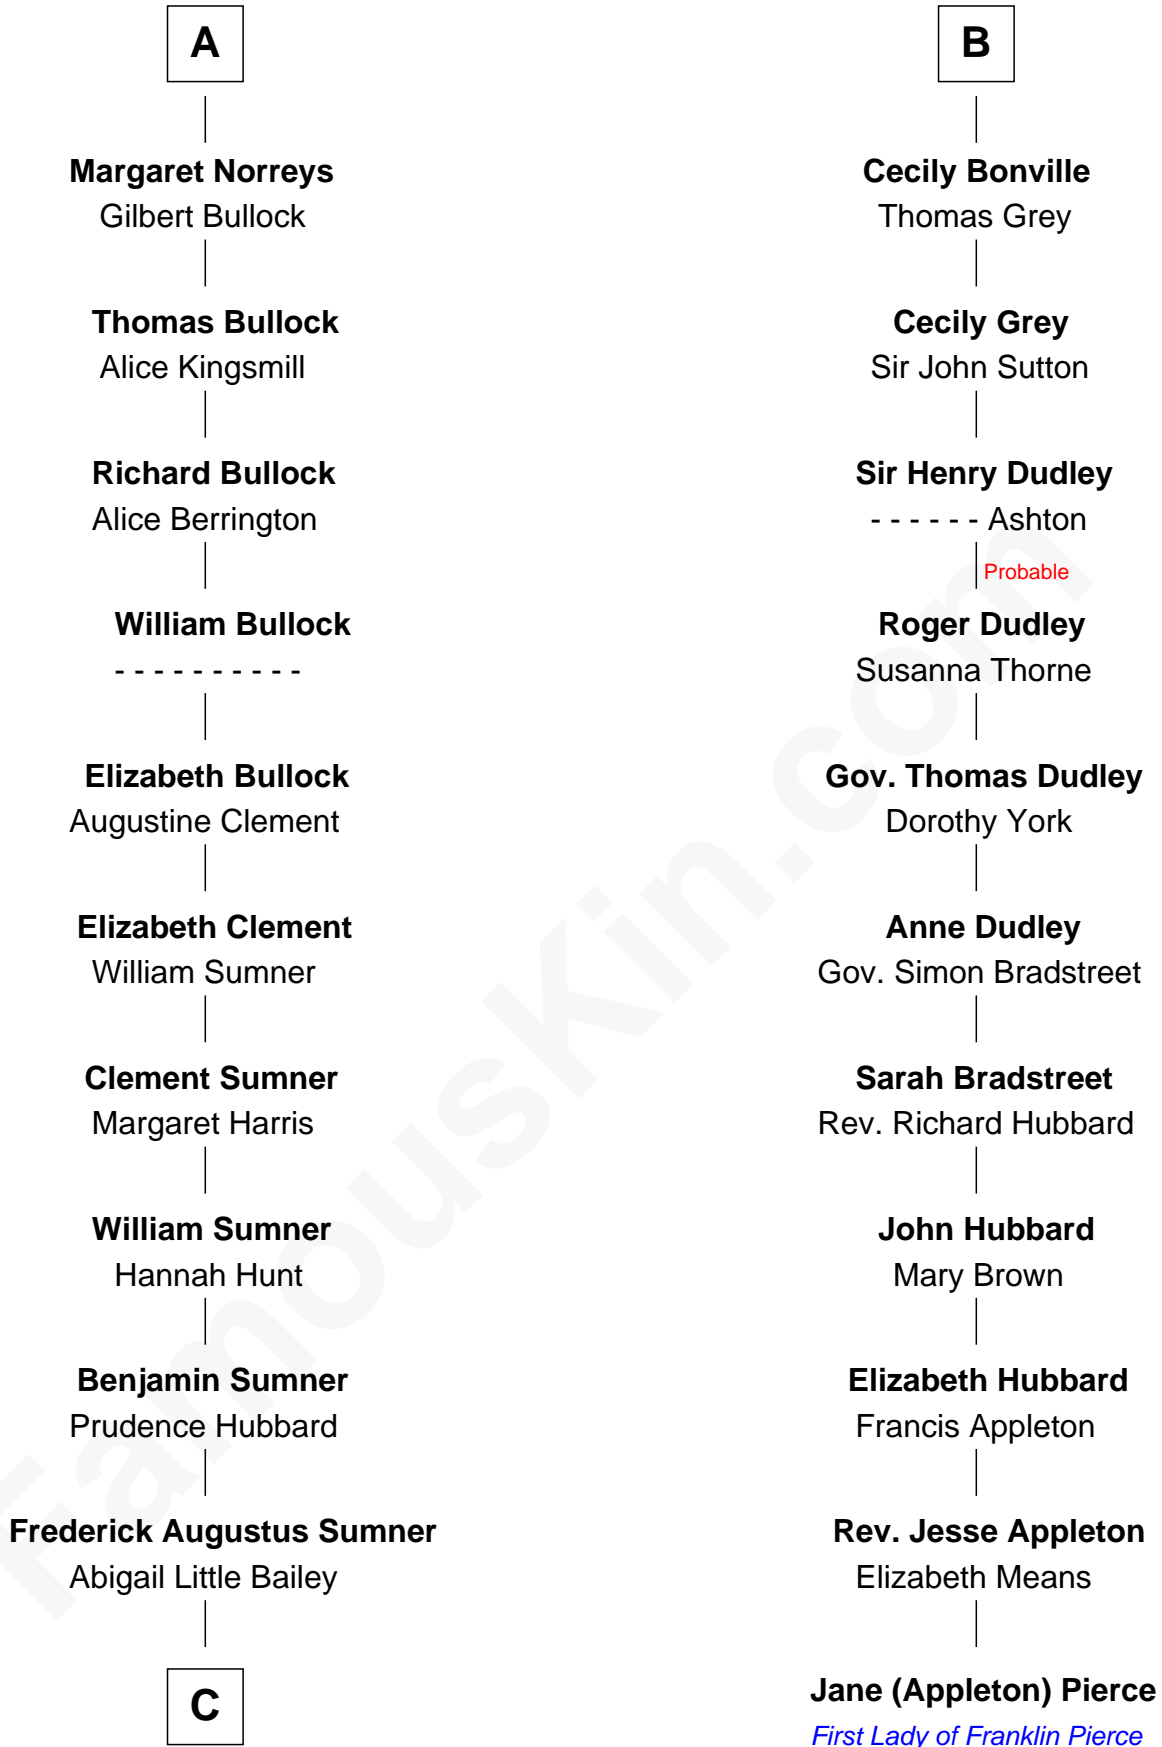 A
Margaret Norreys
Gilbert Bullock
Thomas Bullock
Alice Kingsmill
Richard Bullock
Alice Berrington
William Bullock
- - - - - - - - - -
Elizabeth Bullock
Augustine Clement
Elizabeth Clement
William Sumner
Clement Sumner
Margaret Harris
William Sumner
Hannah Hunt
Benjamin Sumner
Prudence Hubbard
Frederick Augustus Sumner
Abigail Little Bailey
C
B
Cecily Bonville
Thomas Grey
Cecily Grey
Sir John Sutton
Sir Henry Dudley
- - - - - - Ashton
Probable
Roger Dudley
Susanna Thorne
Gov. Thomas Dudley
Dorothy York
Anne Dudley
Gov. Simon Bradstreet
Sarah Bradstreet
Rev. Richard Hubbard
John Hubbard
Mary Brown
Elizabeth Hubbard
Francis Appleton
Rev. Jesse Appleton
Elizabeth Means
Jane (Appleton) Pierce
First Lady of Franklin Pierce
FamousKin.com